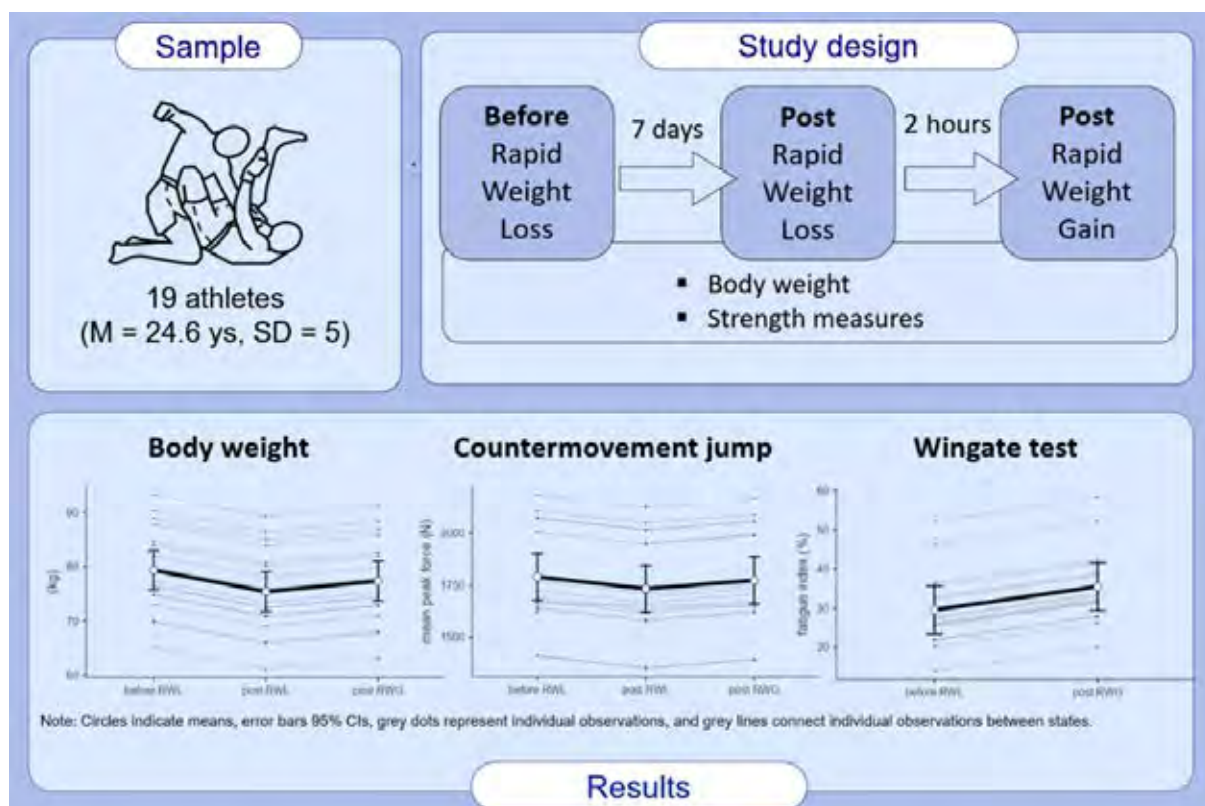 Sample
19 athletes
(M = 24.6 ys, SD = 5)
Study design
Before
Rapid
Weight
Loss
7 days
Post
Rapid
Weight
Loss
2 hours
Post
Rapid
Weight
Gain
▪ Body weight
▪ Strength measures
Body weight
(kg)
90
80
70
60
before RWL
post RWL
post RWG
Countermovement jump
mean peak force (N)
2000
1750
1500
before RWL
post RWL
post RWG
Wingate test
fatigue index (%)
60
50
40
30
20
before RWL
post RWG
Note: Circles indicate means, error bars 95% CIs, grey dots represent individual observations, and grey lines connect individual observations between states.
Results